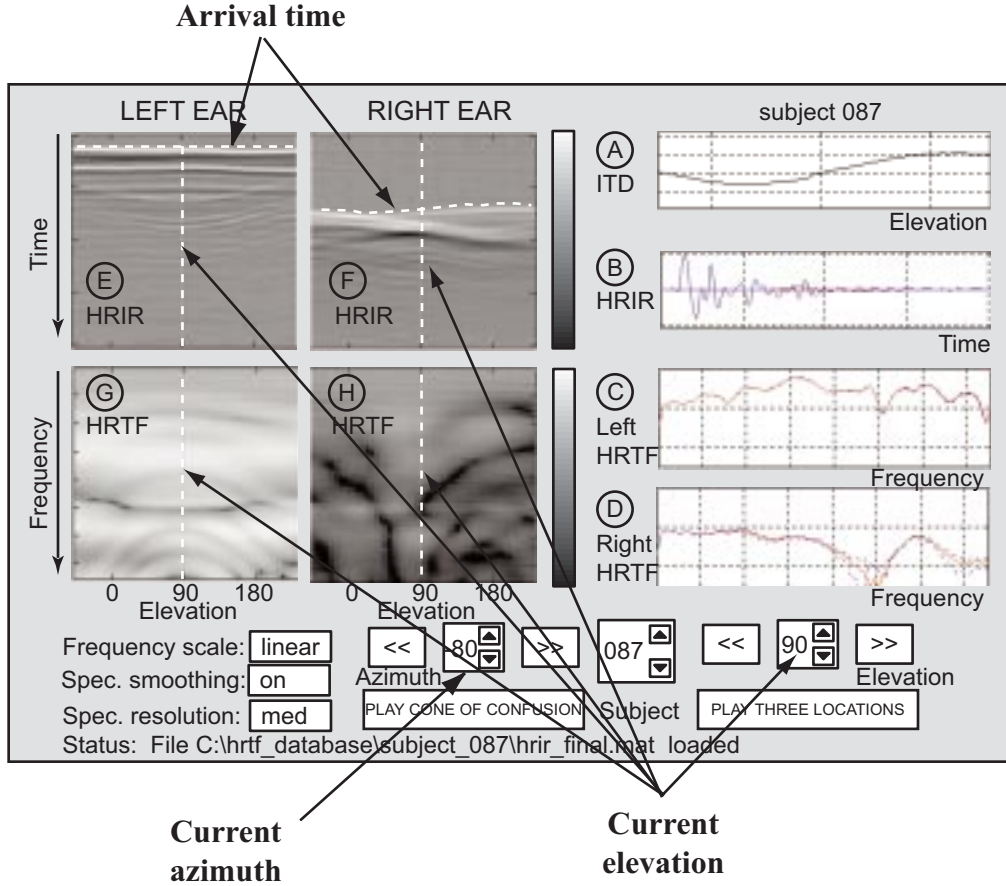 Arrival time
LEFT EAR
RIGHT EAR
subject 087
Time
E
HRIR
F
HRIR
A
ITD
Elevation
B
HRIR
Time
Frequency
G
HRTF
H
HRTF
C
Left
HRTF
Frequency
D
Right
HRTF
Frequency
0 90 180
Elevation
0 90 180
Elevation
Frequency scale: linear
Spec. smoothing: on
Spec. resolution: med
<< -80 >>
Azimuth
PLAY CONE OF CONFUSION
087
Subject
<< 90 >>
Elevation
PLAY THREE LOCATIONS
Status: File C:\hrtf_database\subject_087\hrir_final.mat loaded
Current
azimuth
Current
elevation